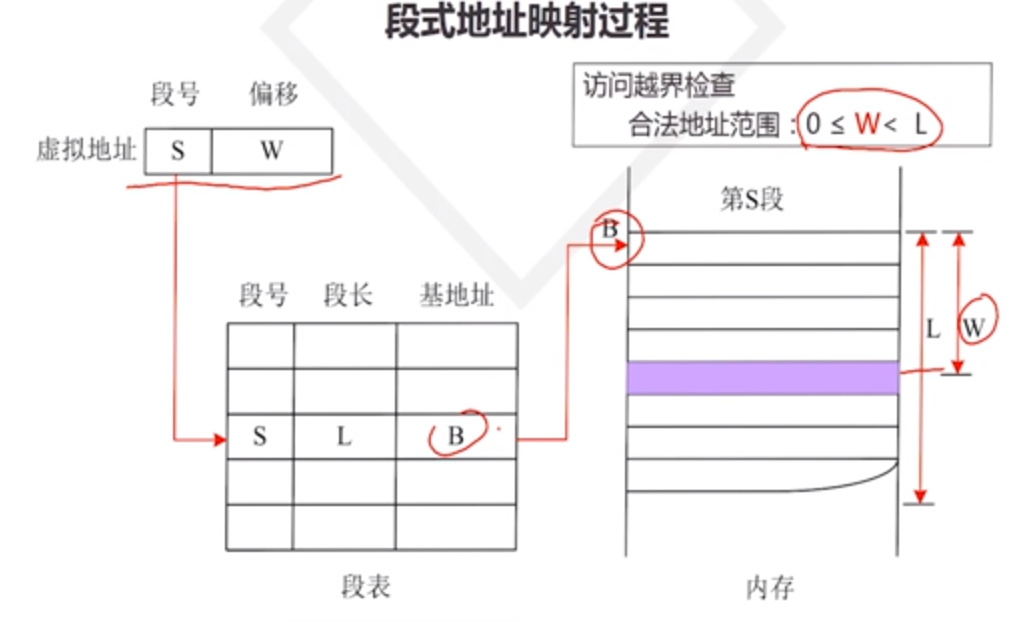 段式地址映射过程
访问越界检查
合法地址范围：0 ≤ W< L
段号 偏移
虚拟地址 S W
第S段
B
段号 段长 基地址
L W
S L B
段表
内存